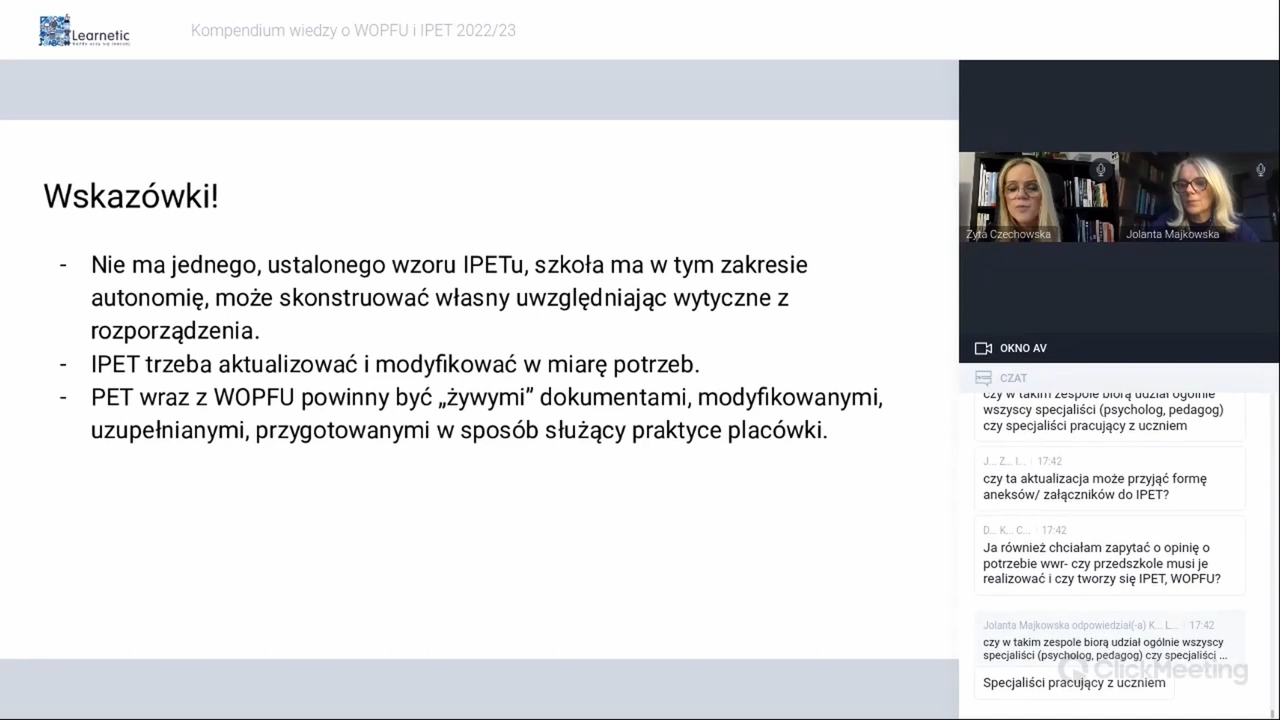 Learnetic
Kompendium wiedzy o WOPFU i IPET 2022/23
Wskazówki!
- Nie ma jednego, ustalonego wzoru IPETu, szkoła ma w tym zakresie
autonomię, może skonstruować własny uwzględniając wytyczne z
rozporządzenia.
- IPET trzeba aktualizować i modyfikować w miarę potrzeb.
- PET wraz z WOPFU powinny być „żywymi” dokumentami, modyfikowanymi,
uzupełnianymi, przygotowanymi w sposób służący praktyce placówki.
Zyta Czechowska
Jolanta Majkowska
OKNO AV
CZAT
czy w takim zespole biorą udział ogólnie
wszyscy specjaliści (psycholog, pedagog)
czy specjaliści pracujący z uczniem
J... Z... I... 17:42
czy ta aktualizacja może przyjąć formę
aneksów/ załączników do IPET?
D... K... C... 17:42
Ja również chciałam zapytać o opinię o
potrzebie wwr- czy przedszkole musi je
realizować i czy tworzy się IPET, WOPFU?
Jolanta Majkowska odpowiedział(-a) K... L... 17:42
czy w takim zespole biorą udział ogólnie wszyscy
specjaliści (psycholog, pedagog) czy specjaliści ...
ClickMeeting
Specjaliści pracujący z uczniem